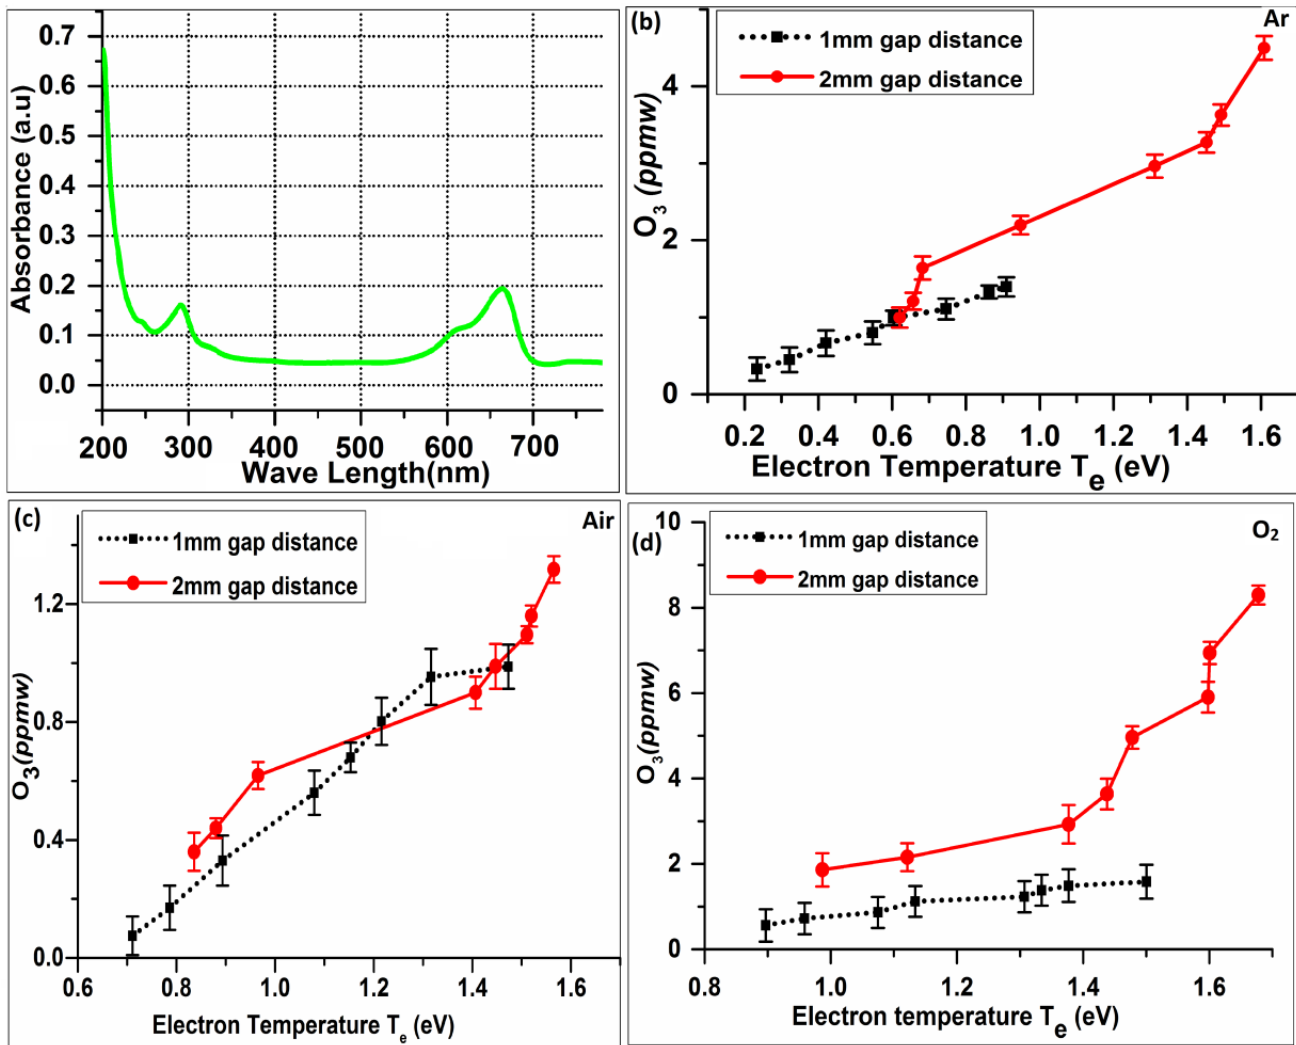 0.7
0.6
0.5
0.4
0.3
0.2
0.1
0.0
Absorbance (a.u)
200 300 400 500 600 700
Wave Length(nm)
(b)
Ar
1mm gap distance
2mm gap distance
4
2
0
O3 (ppmw)
0.2 0.4 0.6 0.8 1.0 1.2 1.4 1.6
Electron Temperature Te (eV)
(c)
Air
1mm gap distance
2mm gap distance
1.2
0.8
0.4
0.0
O3(ppmw)
0.6 0.8 1.0 1.2 1.4 1.6
Electron Temperature Te (eV)
(d)
O2
1mm gap distance
2mm gap distance
10
8
6
4
2
0
O3(ppmw)
0.8 1.0 1.2 1.4 1.6
Electron temperature Te (eV)